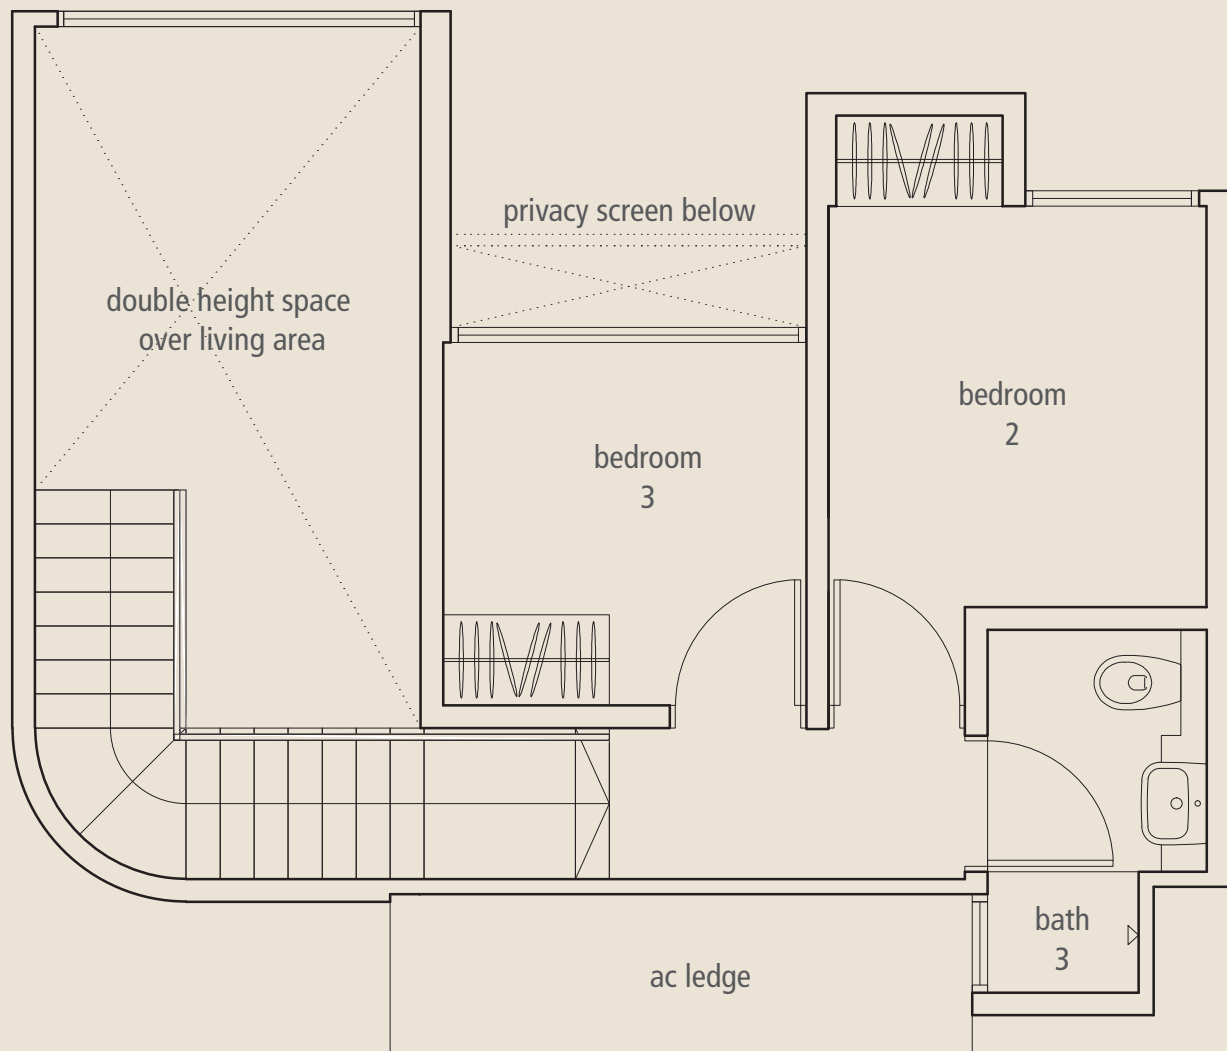 privacy screen below
double height space
over living area
bedroom
2
bedroom
3
bath
3
ac ledge